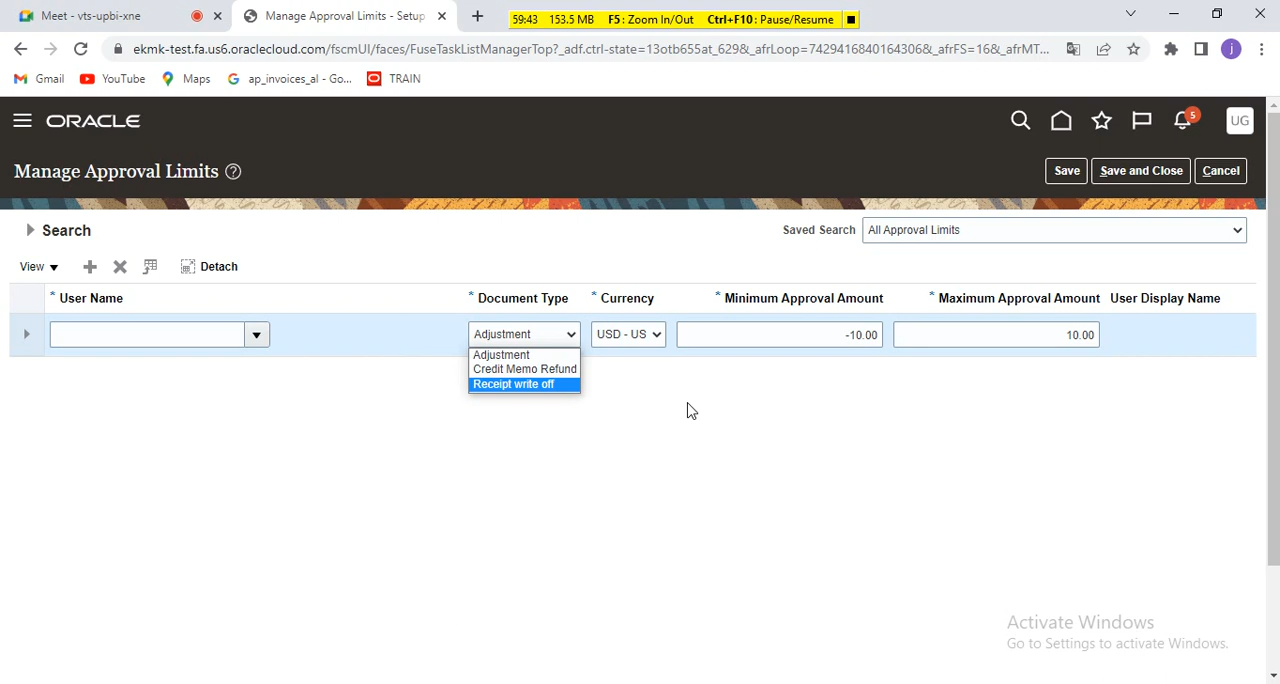 Meet - vts-upbi-xne
Manage Approval Limits - Setup
59:43 153.5 MB F5: Zoom In/Out Ctrl+F10: Pause/Resume
ekmk-test.fa.us6.oraclecloud.com/fscmUI/faces/FuseTaskListManagerTop?_adf.ctrl-state=13otb655at_629&_afrLoop=7429416840164306&_afrFS=16&_afrMT...
j
Gmail YouTube Maps ap_invoices_al - Go... TRAIN
ORACLE
5
UG
Manage Approval Limits ?
Save Save and Close Cancel
Search
Saved Search All Approval Limits
View Detach
* User Name * Document Type * Currency * Minimum Approval Amount * Maximum Approval Amount User Display Name
Adjustment USD - US -10.00 10.00
Adjustment
Credit Memo Refund
Receipt write off
Activate Windows
Go to Settings to activate Windows.